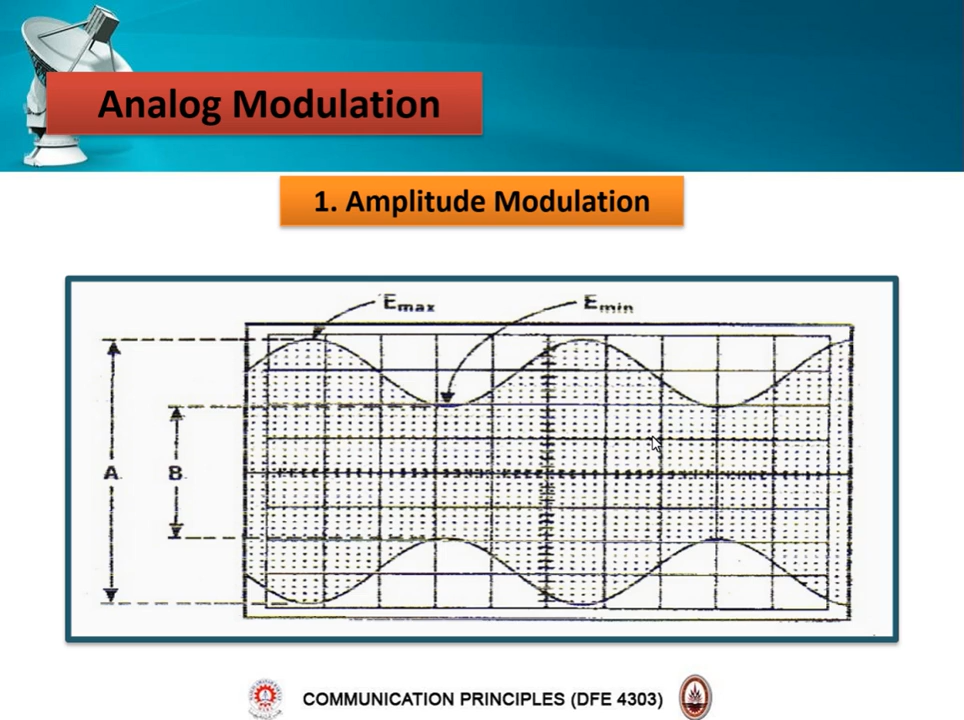 Analog Modulation
1. Amplitude Modulation
Emax
Emin
A
B
COMMUNICATION PRINCIPLES (DFE 4303)